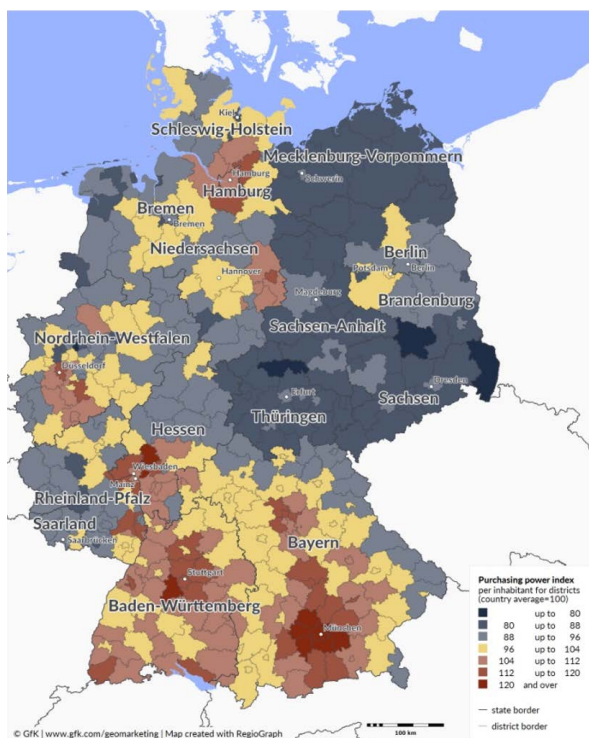 Kiel
Schleswig-Holstein
Mecklenburg-Vorpommern
Schwerin
Hamburg
Hamburg
Bremen
Bremen
Niedersachsen
Hannover
Berlin
Potsdam
Berlin
Magdeburg
Brandenburg
Sachsen-Anhalt
Nordrhein-Westfalen
Düsseldorf
Dresden
Erfurt
Sachsen
Thüringen
Hessen
Wiesbaden
Mainz
Rheinland-Pfalz
Saarland
Saarbrücken
Bayern
Stuttgart
Baden-Württemberg
München
Purchasing power index
per inhabitant for districts
(country average=100)
up to 80
80 up to 88
88 up to 96
96 up to 104
104 up to 112
112 up to 120
120 and over
state border
district border
100 km
© GfK | www.gfk.com/geomarketing | Map created with RegioGraph